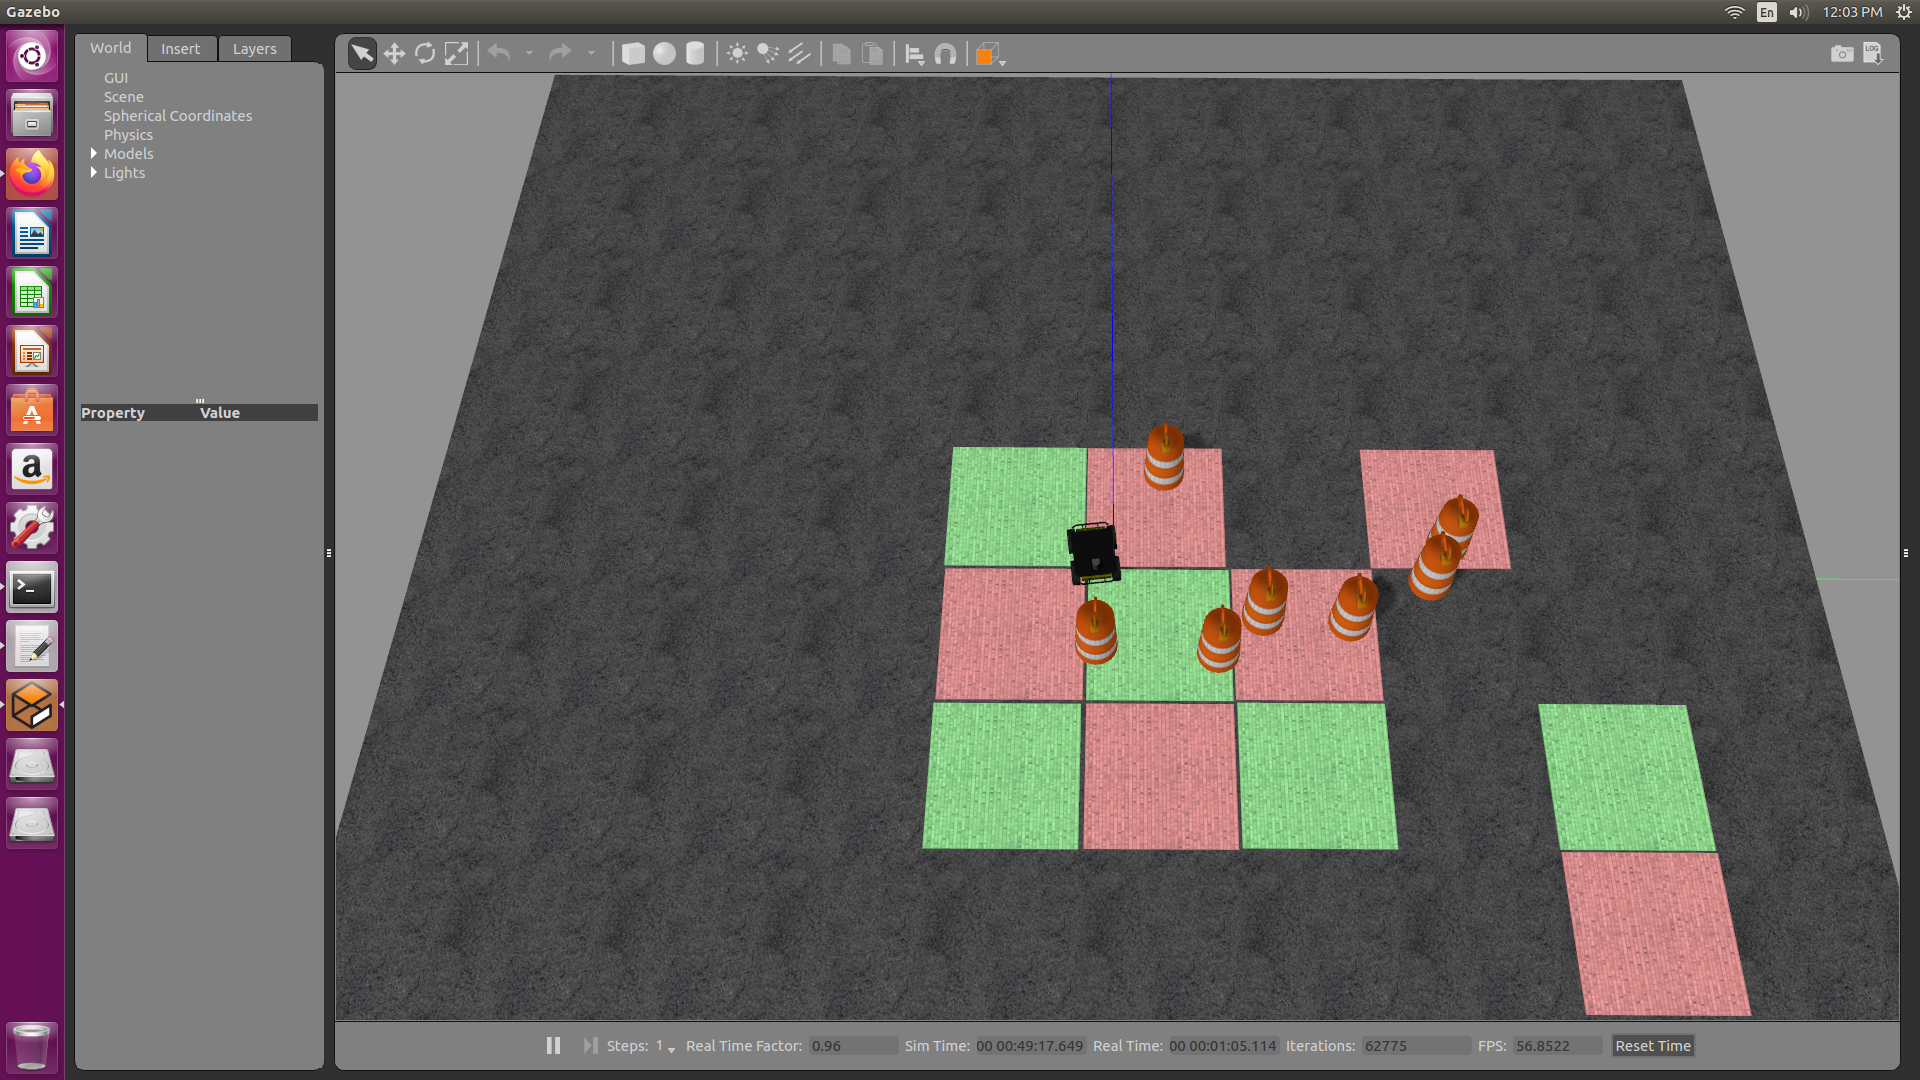 Gazebo
En
12:03 PM
World
Insert
Layers
GUI
Scene
Spherical Coordinates
Physics
Models
Lights
Property Value
LOG
a
Steps: 1 Real Time Factor: 0.96 Sim Time: 00 00:49:17.649 Real Time: 00 00:01:05.114 Iterations: 62775 FPS: 56.8522 Reset Time